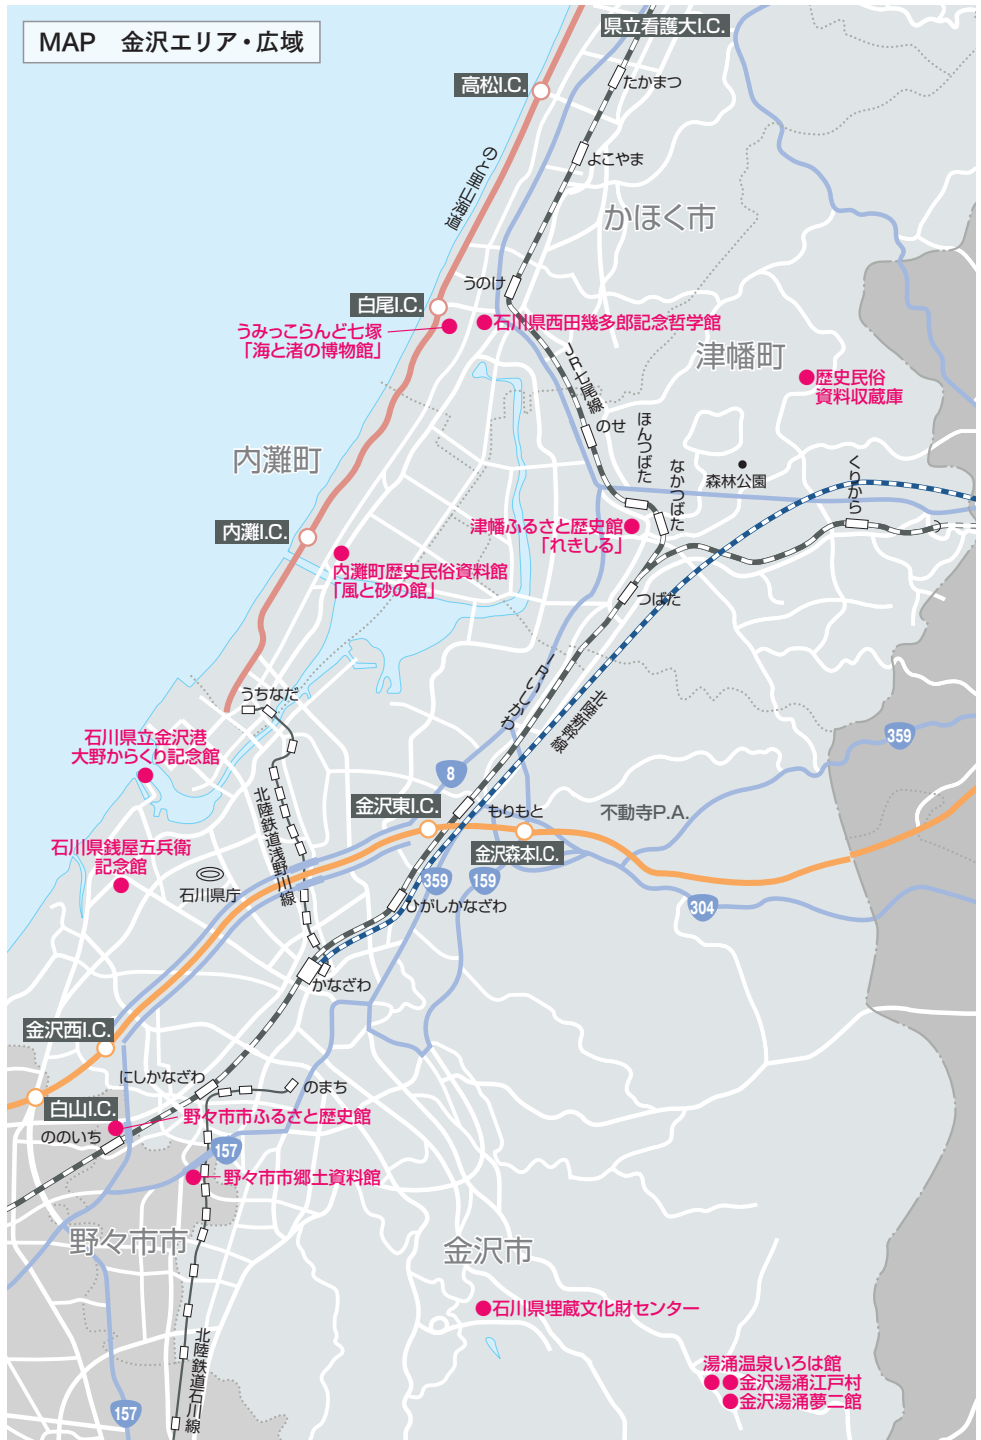 MAP 金沢エリア・広域
県立看護大I.C.
たかまつ
高松I.C.
よこやま
のと里山海道
かほく市
うのけ
白尾I.C.
うみっこらんど七塚
「海と渚の博物館」
石川県西田幾多郎記念哲学館
津幡町
JR七尾線
歴史民俗
資料収蔵庫
のせ
ほんつばた
なかつばた
内灘町
森林公園
くりから
内灘I.C.
津幡ふるさと歴史館
「れきしる」
内灘町歴史民俗資料館
「風と砂の館」
つばた
IRいしかわ
北陸新幹線
うちなだ
石川県立金沢港
大野からくり記念館
359
8
北陸鉄道浅野川線
金沢東I.C.
もりもと
不動寺P.A.
石川県銭屋五兵衛
記念館
金沢森本I.C.
石川県庁
359
159
ひがしかなざわ
304
かなざわ
金沢西I.C.
にしかなざわ
のまち
白山I.C.
野々市市ふるさと歴史館
ののいち
157
野々市市郷土資料館
野々市市
金沢市
石川県埋蔵文化財センター
北陸鉄道石川線
湯涌温泉いろは館
金沢湯涌江戸村
金沢湯涌夢二館
157